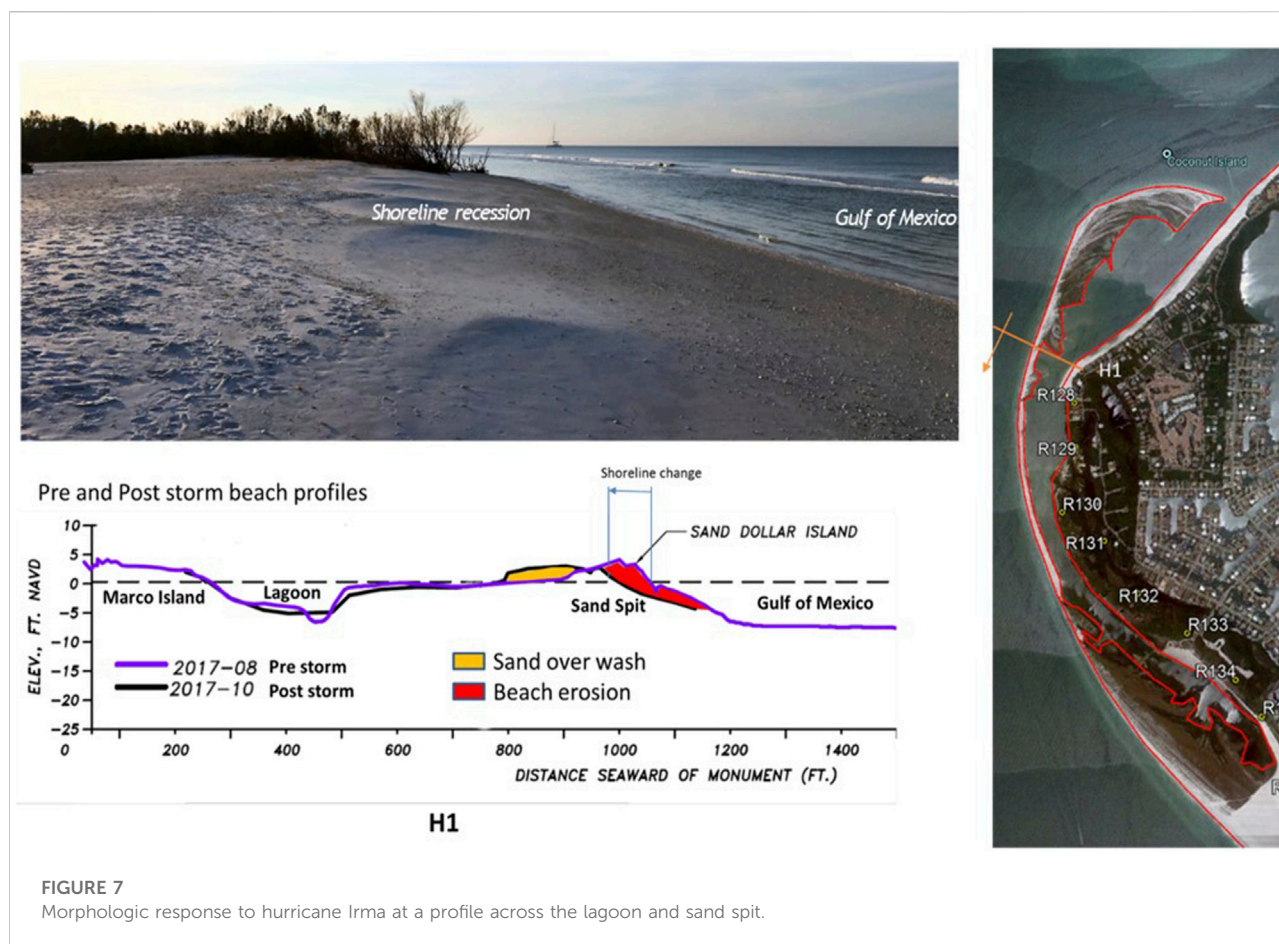 Shoreline recession
Gulf of Mexico
Coconut Island
H1
R128
R129
R130
R131
R132
R133
R134
Pre and Post storm beach profiles
Shoreline change
SAND DOLLAR ISLAND
10
5
0
-5
-10
-15
-20
-25
ELEV., FT. NAVD
Marco Island
Lagoon
Sand Spit
Gulf of Mexico
2017-08 Pre storm
2017-10 Post storm
Sand over wash
Beach erosion
0 200 400 600 800 1000 1200 1400
DISTANCE SEAWARD OF MONUMENT (FT.)
H1
FIGURE 7
Morphologic response to hurricane Irma at a profile across the lagoon and sand spit.